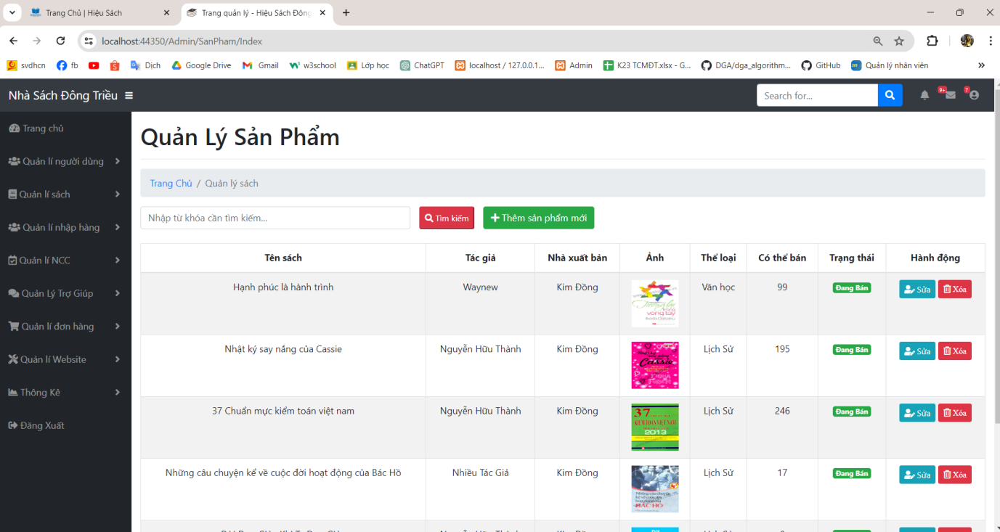 Trang Chủ | Hiệu Sách
Trang quản lý - Hiệu Sách Đông
localhost:44350/Admin/SanPham/Index
svdhcn fb Dịch Google Drive Gmail w3school Lớp học ChatGPT localhost / 127.0.0.1... Admin K23 TCMĐT.xlsx - G... DGA/dga_algorithm... GitHub Quản lý nhân viên
Nhà Sách Đông Triều
Search for...
9+
7
Trang chủ
Quản lí người dùng
Quản lí sách
Quản lí nhập hàng
Quản lí NCC
Quản Lý Trợ Giúp
Quản lí đơn hàng
Quản lí Website
Thông Kê
Đăng Xuất
Quản Lý Sản Phẩm
Trang Chủ / Quản lý sách
Nhập từ khóa cần tìm kiếm...
Tìm kiếm
Thêm sản phẩm mới
Tên sách Tác giả Nhà xuất bản Ảnh Thể loại Có thể bán Trạng thái Hành động
Hạnh phúc là hành trình Waynew Kim Đồng Văn học 99 Đang Bán Sửa Xóa
vòng tay
Nhật ký say nắng của Cassie Nguyễn Hữu Thành Kim Đồng Lịch Sử 195 Đang Bán Sửa Xóa
Cassie
37 Chuẩn mực kiểm toán việt nam Nguyễn Hữu Thành Kim Đồng Lịch Sử 246 Đang Bán Sửa Xóa
37
KIỂM TOÁN VIỆT NAM
2013
Những câu chuyện kể về cuộc đời hoạt động của Bác Hồ Nhiều Tác Giả Kim Đồng Lịch Sử 17 Đang Bán Sửa Xóa
BÁC HỒ